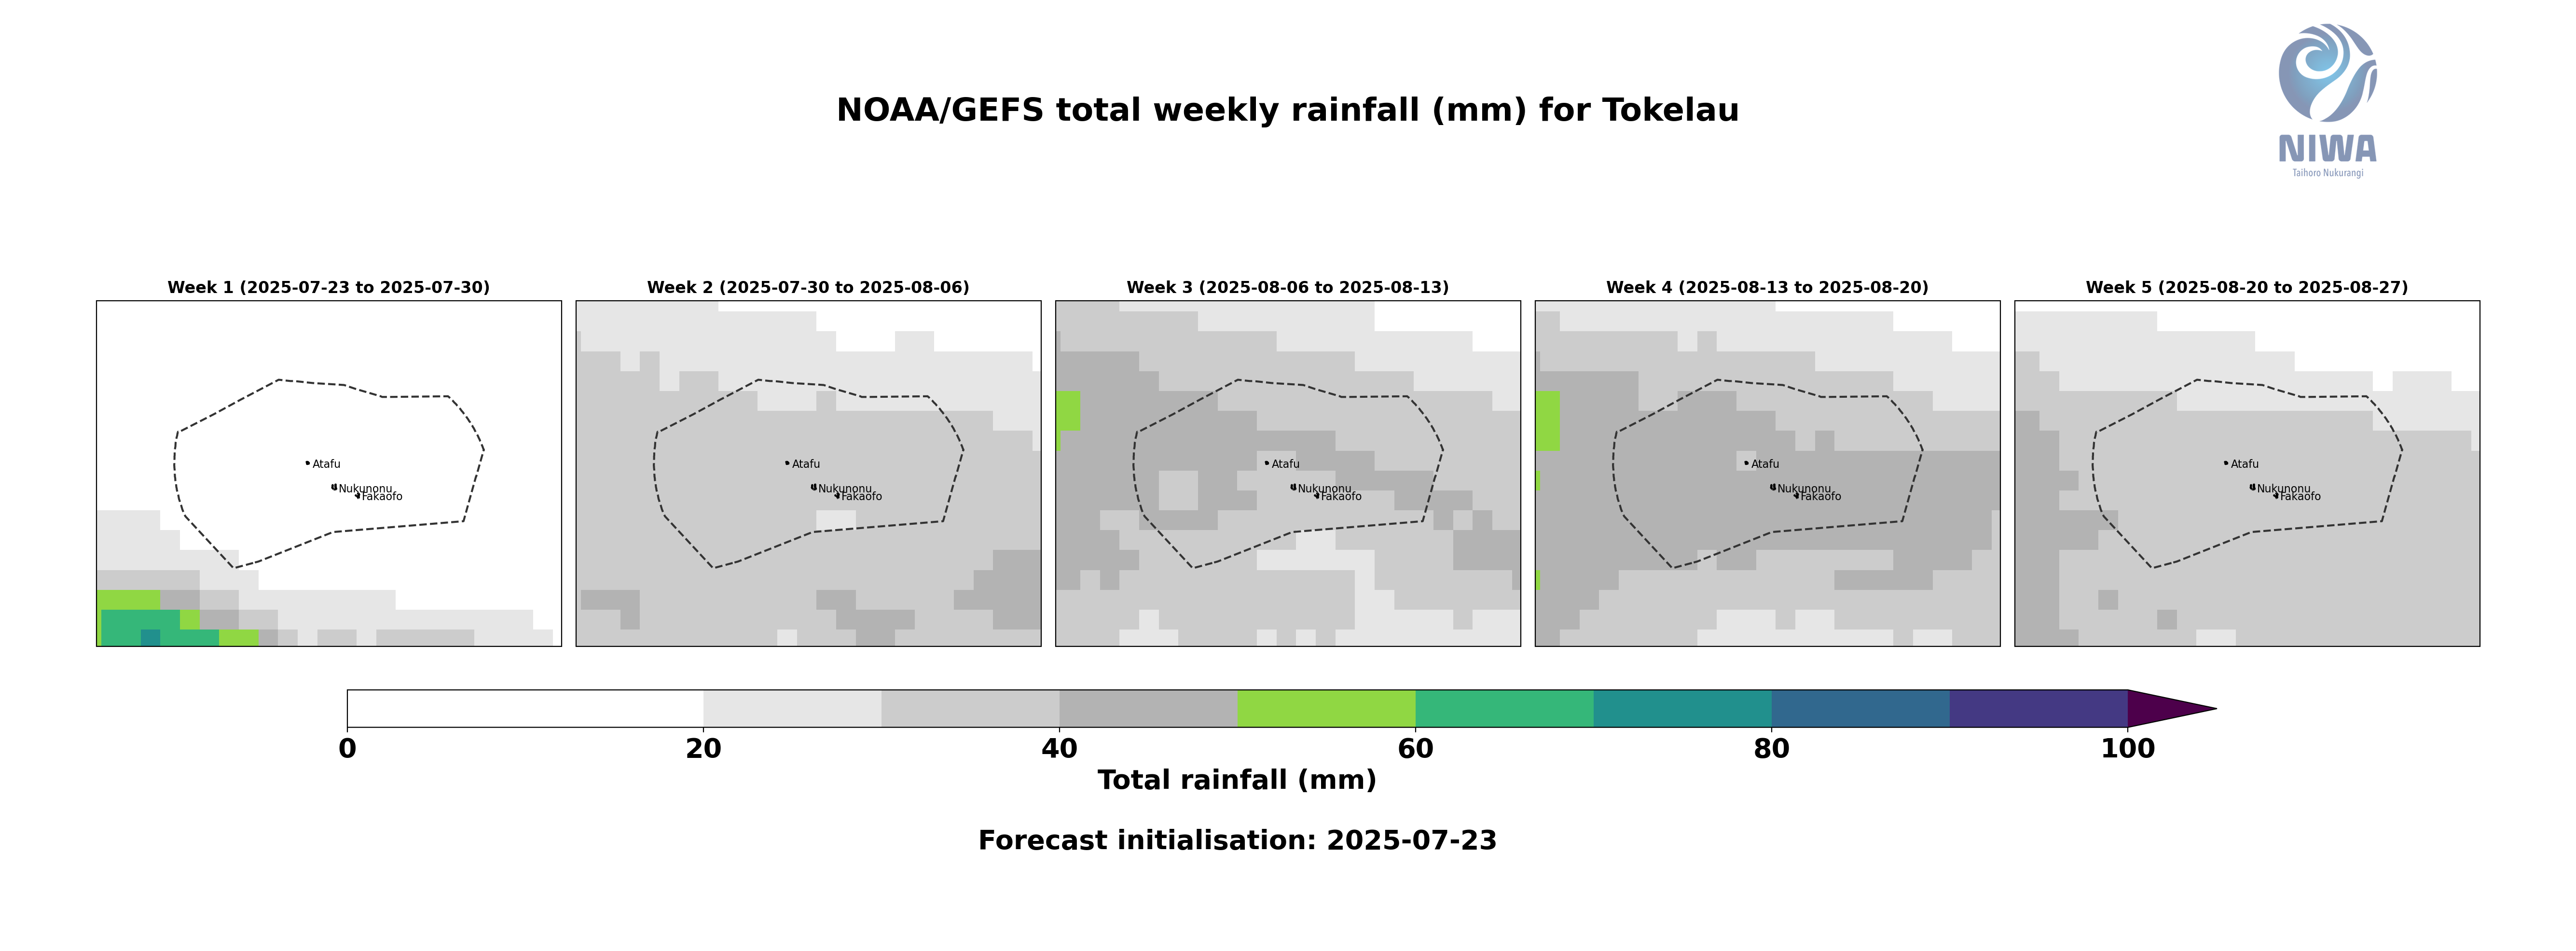 NOAA/GEFS total weekly rainfall (mm) for Tokelau
NIWA
Taihoro Nukurangi
Week 1 (2025-07-23 to 2025-07-30)
Atafu
Nukunonu
Fakaofo
Week 2 (2025-07-30 to 2025-08-06)
Atafu
Nukunonu
Fakaofo
Week 3 (2025-08-06 to 2025-08-13)
Atafu
Nukunonu
Fakaofo
Week 4 (2025-08-13 to 2025-08-20)
Atafu
Nukunonu
Fakaofo
Week 5 (2025-08-20 to 2025-08-27)
Atafu
Nukunonu
Fakaofo
0 20 40 60 80 100
Total rainfall (mm)
Forecast initialisation: 2025-07-23